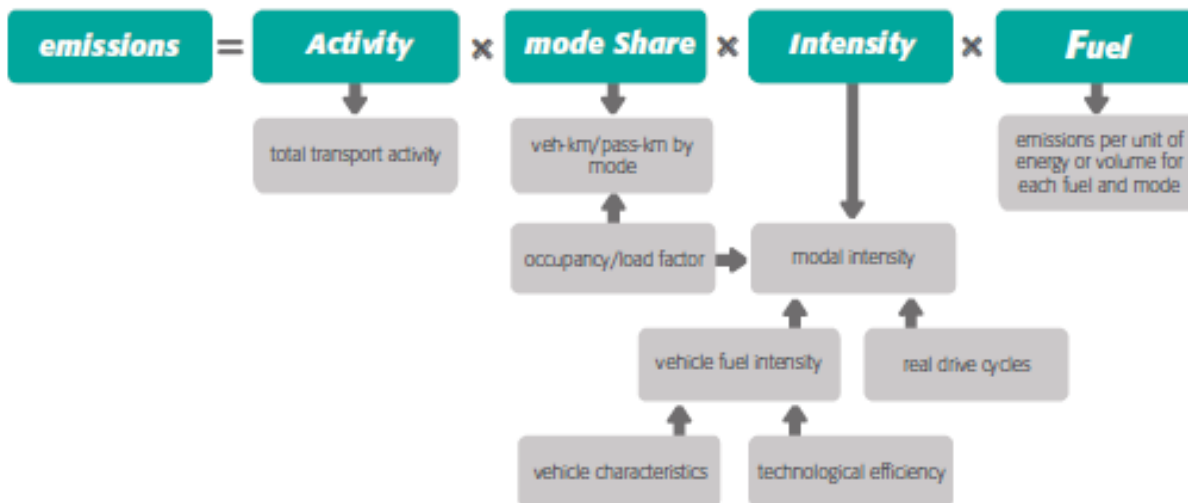 emissions = Activity × mode Share × Intensity × Fuel
total transport activity
veh-km/pass-km by
mode
emissions per unit of
energy or volume for
each fuel and mode
occupancy/load factor
modal intensity
vehicle fuel intensity
real drive cycles
vehicle characteristics
technological efficiency